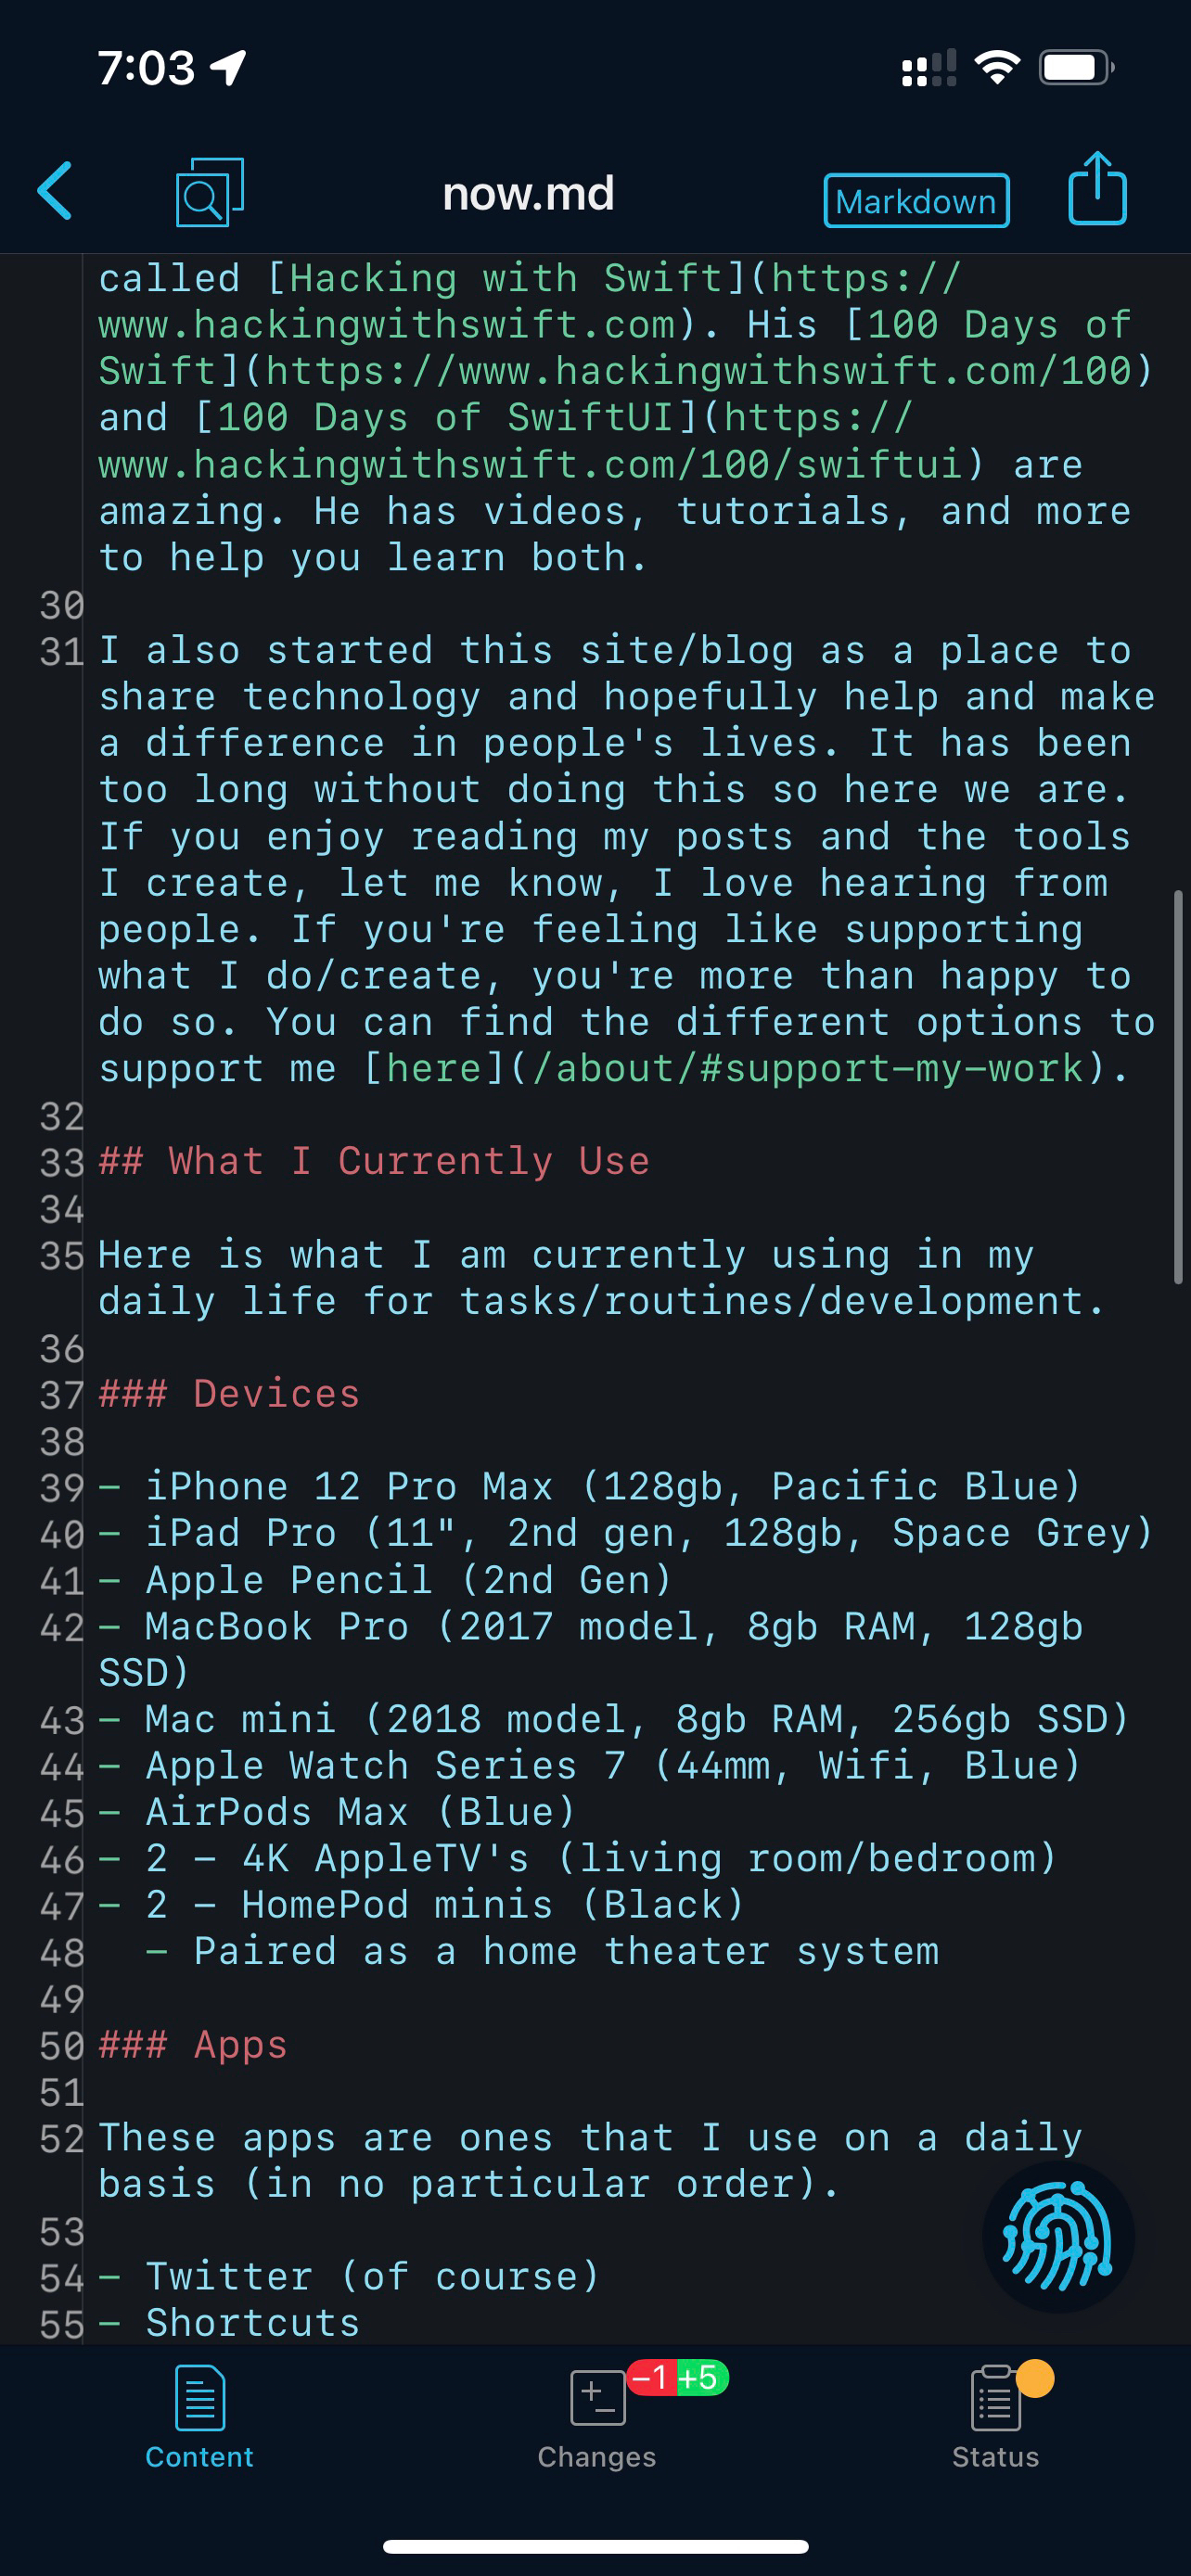 7:03
now.md
Markdown
called [Hacking with Swift](https://
www.hackingwithswift.com). His [100 Days of
Swift](https://www.hackingwithswift.com/100)
and [100 Days of SwiftUI](https://
www.hackingwithswift.com/100/swiftui) are
amazing. He has videos, tutorials, and more
to help you learn both.
30
31 I also started this site/blog as a place to
share technology and hopefully help and make
a difference in people's lives. It has been
too long without doing this so here we are.
If you enjoy reading my posts and the tools
I create, let me know, I love hearing from
people. If you're feeling like supporting
what I do/create, you're more than happy to
do so. You can find the different options to
support me [here](/about/#support-my-work).
32
33 ## What I Currently Use
34
35 Here is what I am currently using in my
daily life for tasks/routines/development.
36
37 ### Devices
38
39 - iPhone 12 Pro Max (128gb, Pacific Blue)
40 - iPad Pro (11", 2nd gen, 128gb, Space Grey)
41 - Apple Pencil (2nd Gen)
42 - MacBook Pro (2017 model, 8gb RAM, 128gb
SSD)
43 - Mac mini (2018 model, 8gb RAM, 256gb SSD)
44 - Apple Watch Series 7 (44mm, Wifi, Blue)
45 - AirPods Max (Blue)
46 - 2 - 4K AppleTV's (living room/bedroom)
47 - 2 - HomePod minis (Black)
48 - Paired as a home theater system
49
50 ### Apps
51
52 These apps are ones that I use on a daily
basis (in no particular order).
53
54 - Twitter (of course)
55 - Shortcuts
-1 +5
Content Changes Status